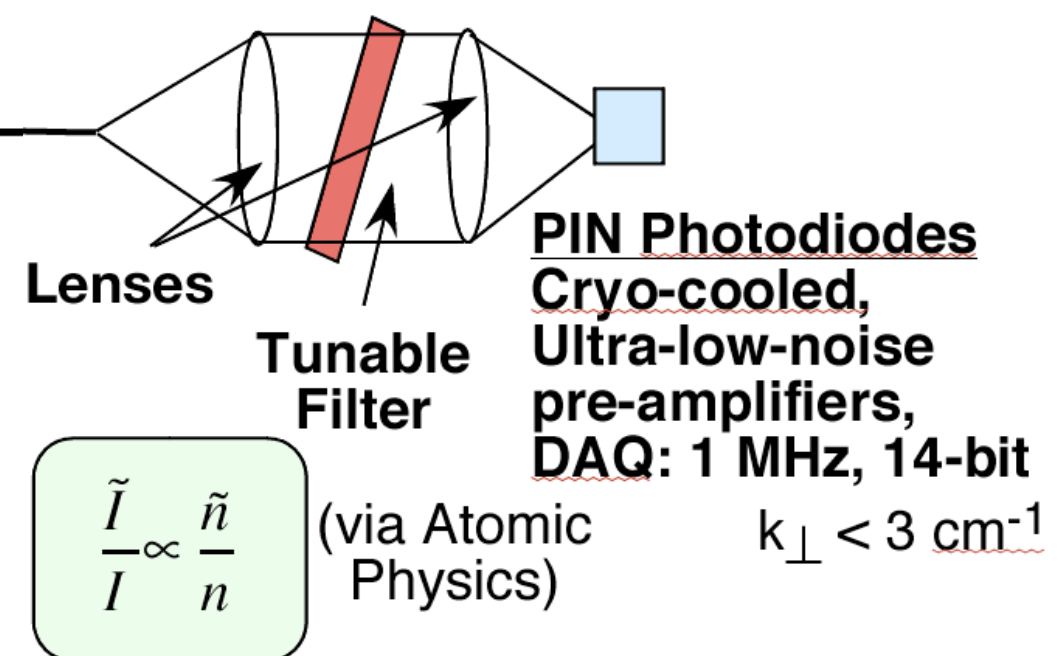 Lenses
Tunable
Filter
PIN Photodiodes
Cryo-cooled,
Ultra-low-noise
pre-amplifiers,
DAQ: 1 MHz, 14-bit
Ĩ/I ∝ ñ/n
(via Atomic
Physics)
k⊥ < 3 cm⁻¹